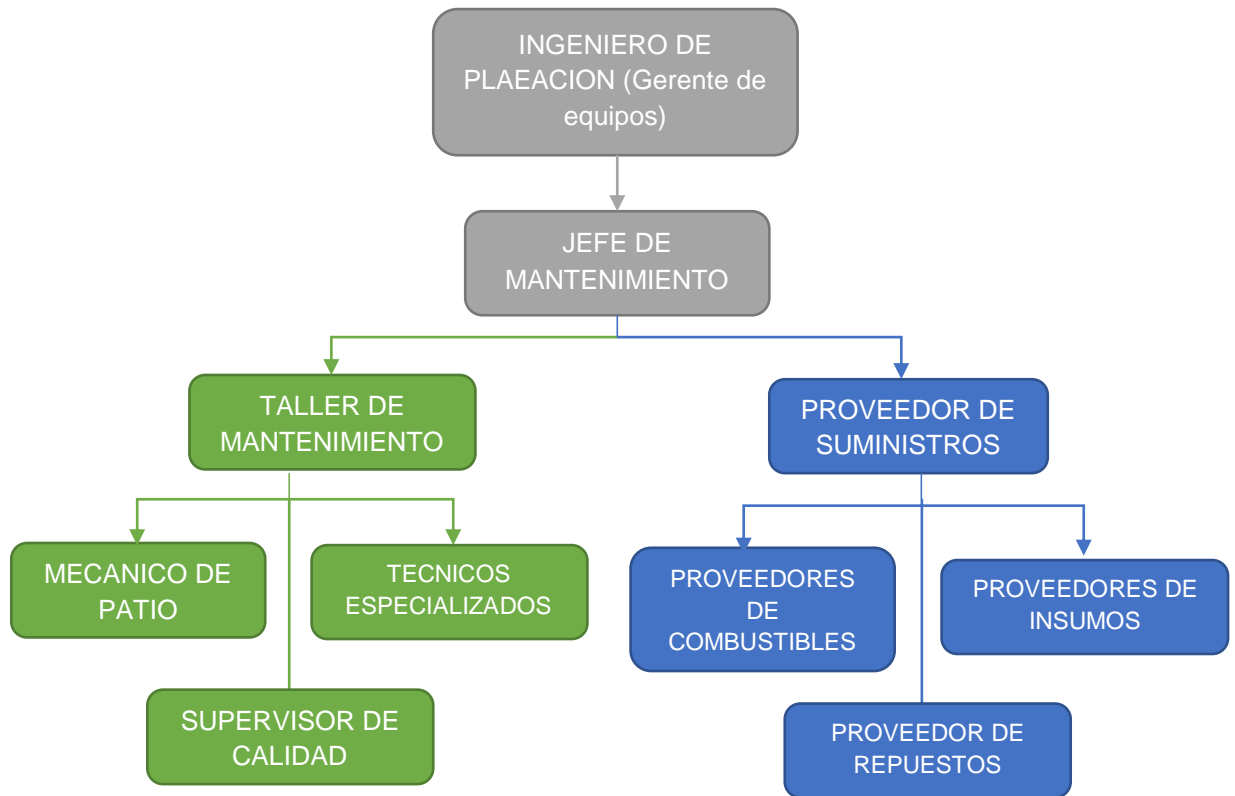 INGENIERO DE
PLAEACION (Gerente de
equipos)
JEFE DE
MANTENIMIENTO
TALLER DE
MANTENIMIENTO
PROVEEDOR DE
SUMINISTROS
MECANICO DE
PATIO
TECNICOS
ESPECIALIZADOS
PROVEEDORES
DE
COMBUSTIBLES
PROVEEDORES DE
INSUMOS
SUPERVISOR DE
CALIDAD
PROVEEDOR DE
REPUESTOS